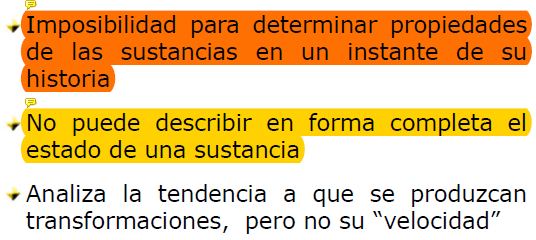 Imposibilidad para determinar propiedades
de las sustancias en un instante de su
historia
No puede describir en forma completa el
estado de una sustancia
Analiza la tendencia a que se produzcan
transformaciones, pero no su “velocidad”